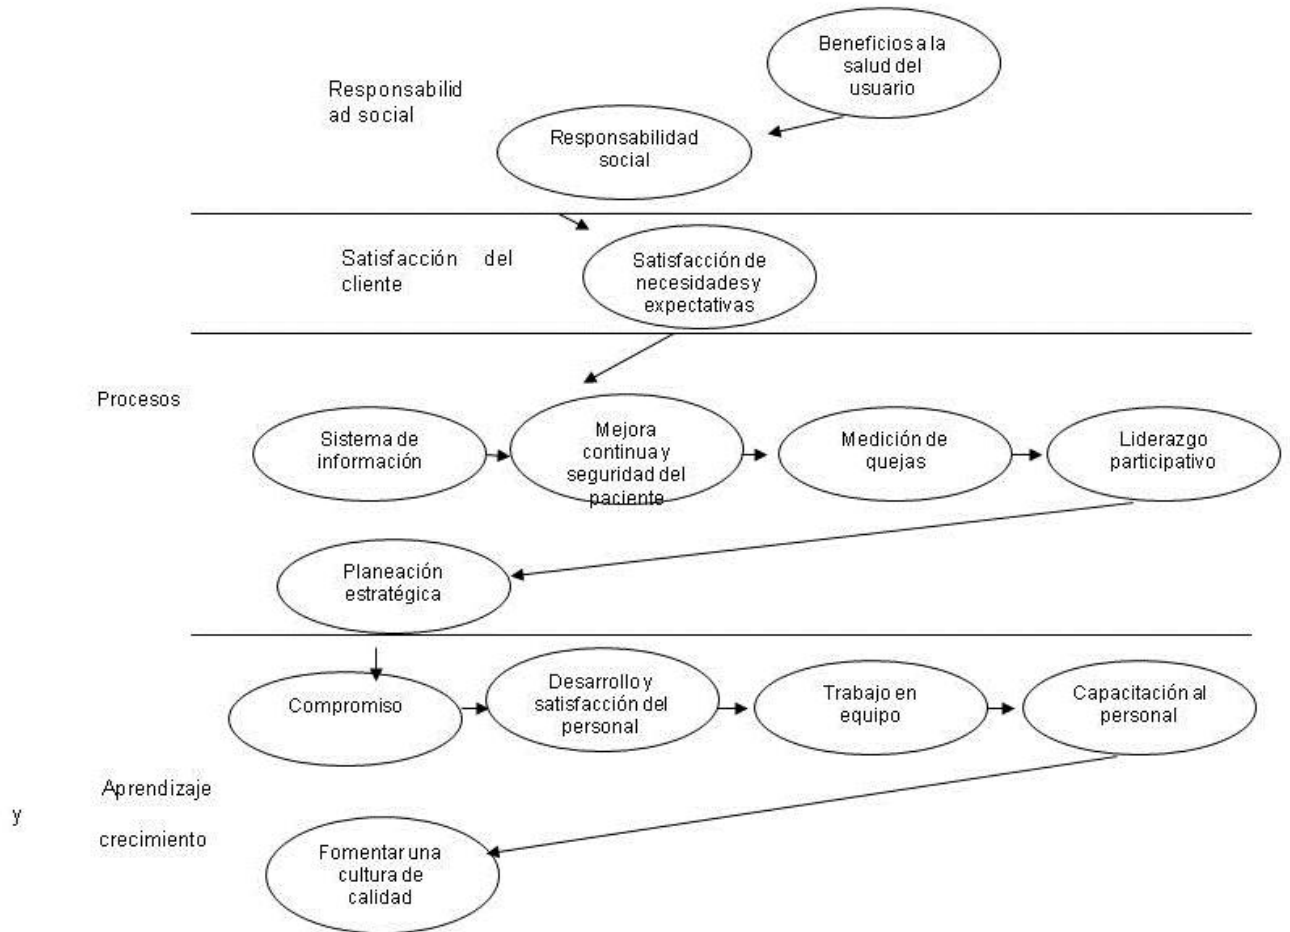 Beneficios a la
salud del
usuario
Responsabilid
ad social
Responsabilidad
social
Satisfacción del
cliente
Satisfacción de
necesidades y
expectativas
Procesos
Sistema de
información
Mejora
continua y
seguridad del
paciente
Medición de
quejas
Liderazgo
participativo
Planeación
estratégica
Compromiso
Desarrollo y
satisfacción del
personal
Trabajo en
equipo
Capacitación al
personal
Aprendizaje
y
crecimiento
Fomentar una
cultura de
calidad